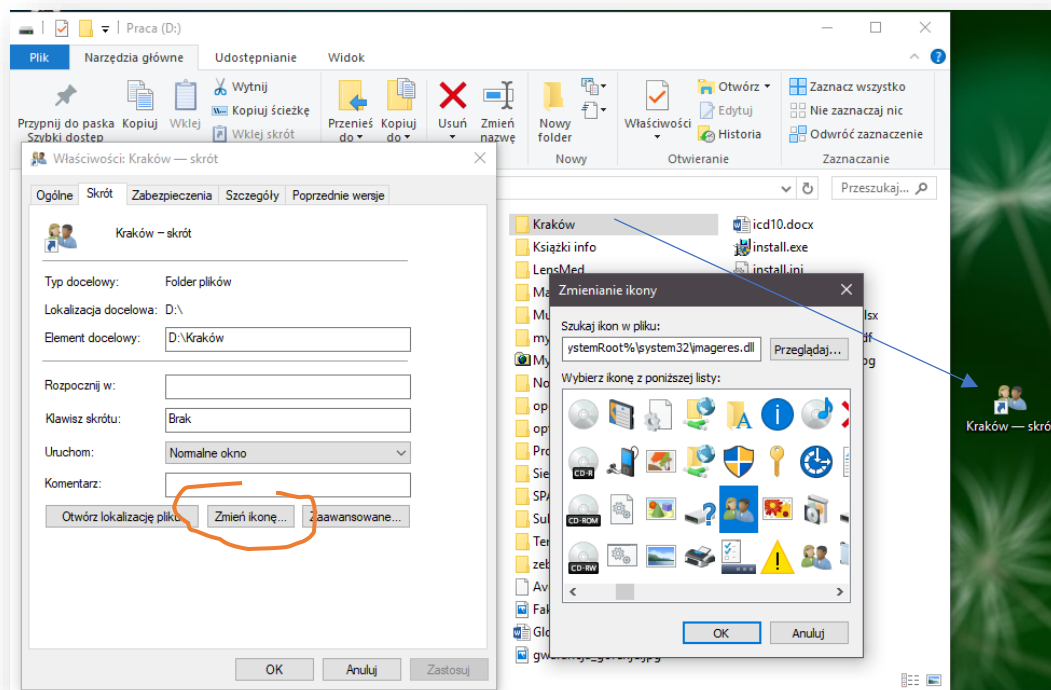 Praca (D:)
Plik Narzędzia główne Udostępnianie Widok
Przypnij do paska Szybki dostęp
Kopiuj
Wklej
Wytnij
Kopiuj ścieżkę
Wklej skrót
Przenieś do
Kopiuj do
Usuń
Zmień nazwę
Nowy folder
Nowy
Właściwości
Otwórz
Edytuj
Historia
Otwieranie
Zaznacz wszystko
Nie zaznaczaj nic
Odwróć zaznaczenie
Zaznaczanie
Przeszukaj...
Właściwości: Kraków — skrót
Ogólne Skrót Zabezpieczenia Szczegóły Poprzednie wersje
Kraków – skrót
Typ docelowy: Folder plików
Lokalizacja docelowa: D:\
Element docelowy: D:\Kraków
Rozpocznij w:
Klawisz skrótu: Brak
Uruchom: Normalne okno
Komentarz:
Otwórz lokalizację Zmień ikonę... Zaawansowane...
OK Anuluj Zastosuj
Kraków
Książki info
LensMed
icd10.docx
install.exe
install.ini
Zmienianie ikony
Szukaj ikon w pliku:
ystemRoot%\system32\imageres.dll Przeglądaj...
Wybierz ikonę z poniższej listy:
CD-R
CD-ROM
CD-RW
OK Anuluj
Kraków — skró